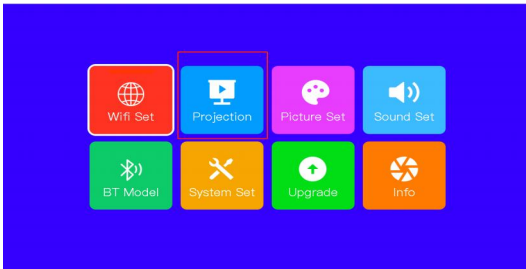 Wifi Set
Projection
Picture Set
Sound Set
BT Model
System Set
Upgrade
Info